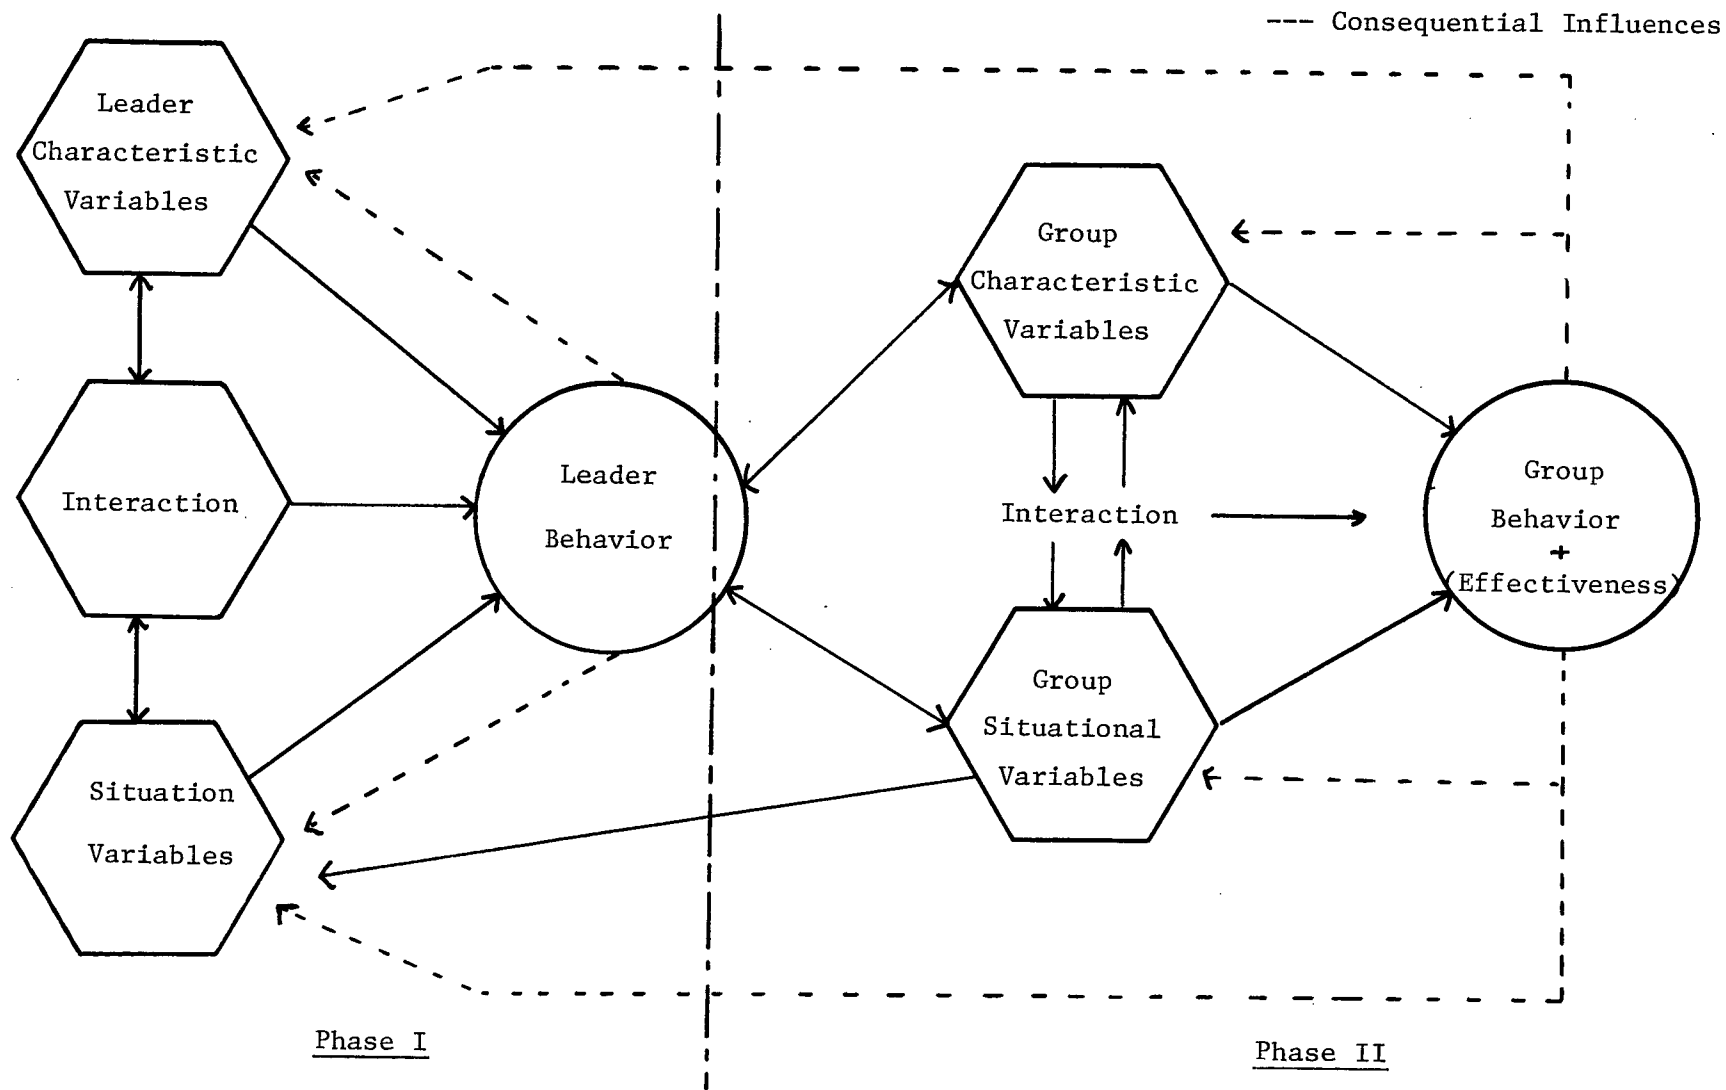 --- Consequential Influences
Leader
Characteristic
Variables
Interaction
Situation
Variables
Leader
Behavior
Group
Characteristic
Variables
Interaction
Group
Situational
Variables
Group
Behavior
+
(Effectiveness)
Phase I
Phase II